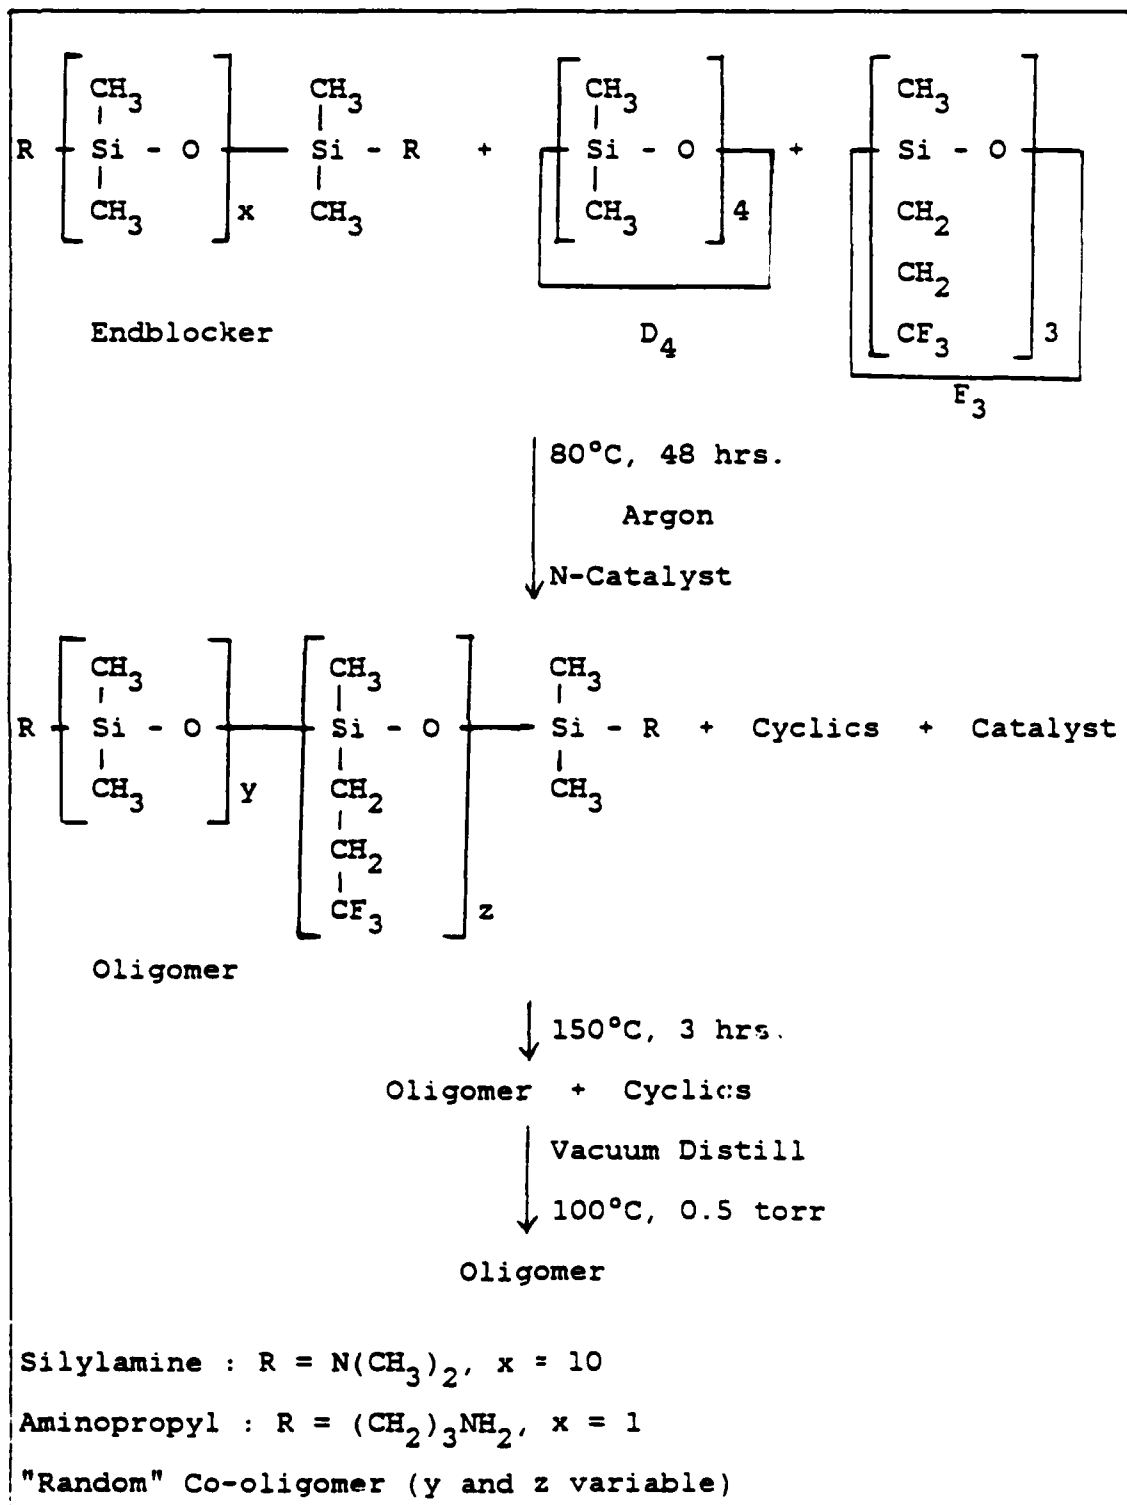 CH3 CH3 CH3 CH3
R - Si - O - Si - R + Si - O + Si - O
CH3 x CH3 CH3 4 CH2
CH2
CF3 3
Endblocker D4 F3
80°C, 48 hrs.
Argon
N-Catalyst
CH3 CH3 CH3
R - Si - O - Si - O - Si - R + Cyclics + Catalyst
CH3 y CH2 CH3
CH2
CF3 z
Oligomer
150°C, 3 hrs.
Oligomer + Cyclics
Vacuum Distill
100°C, 0.5 torr
Oligomer
Silylamine : R = N(CH3)2, x = 10
Aminopropyl : R = (CH2)3NH2, x = 1
"Random" Co-oligomer (y and z variable)